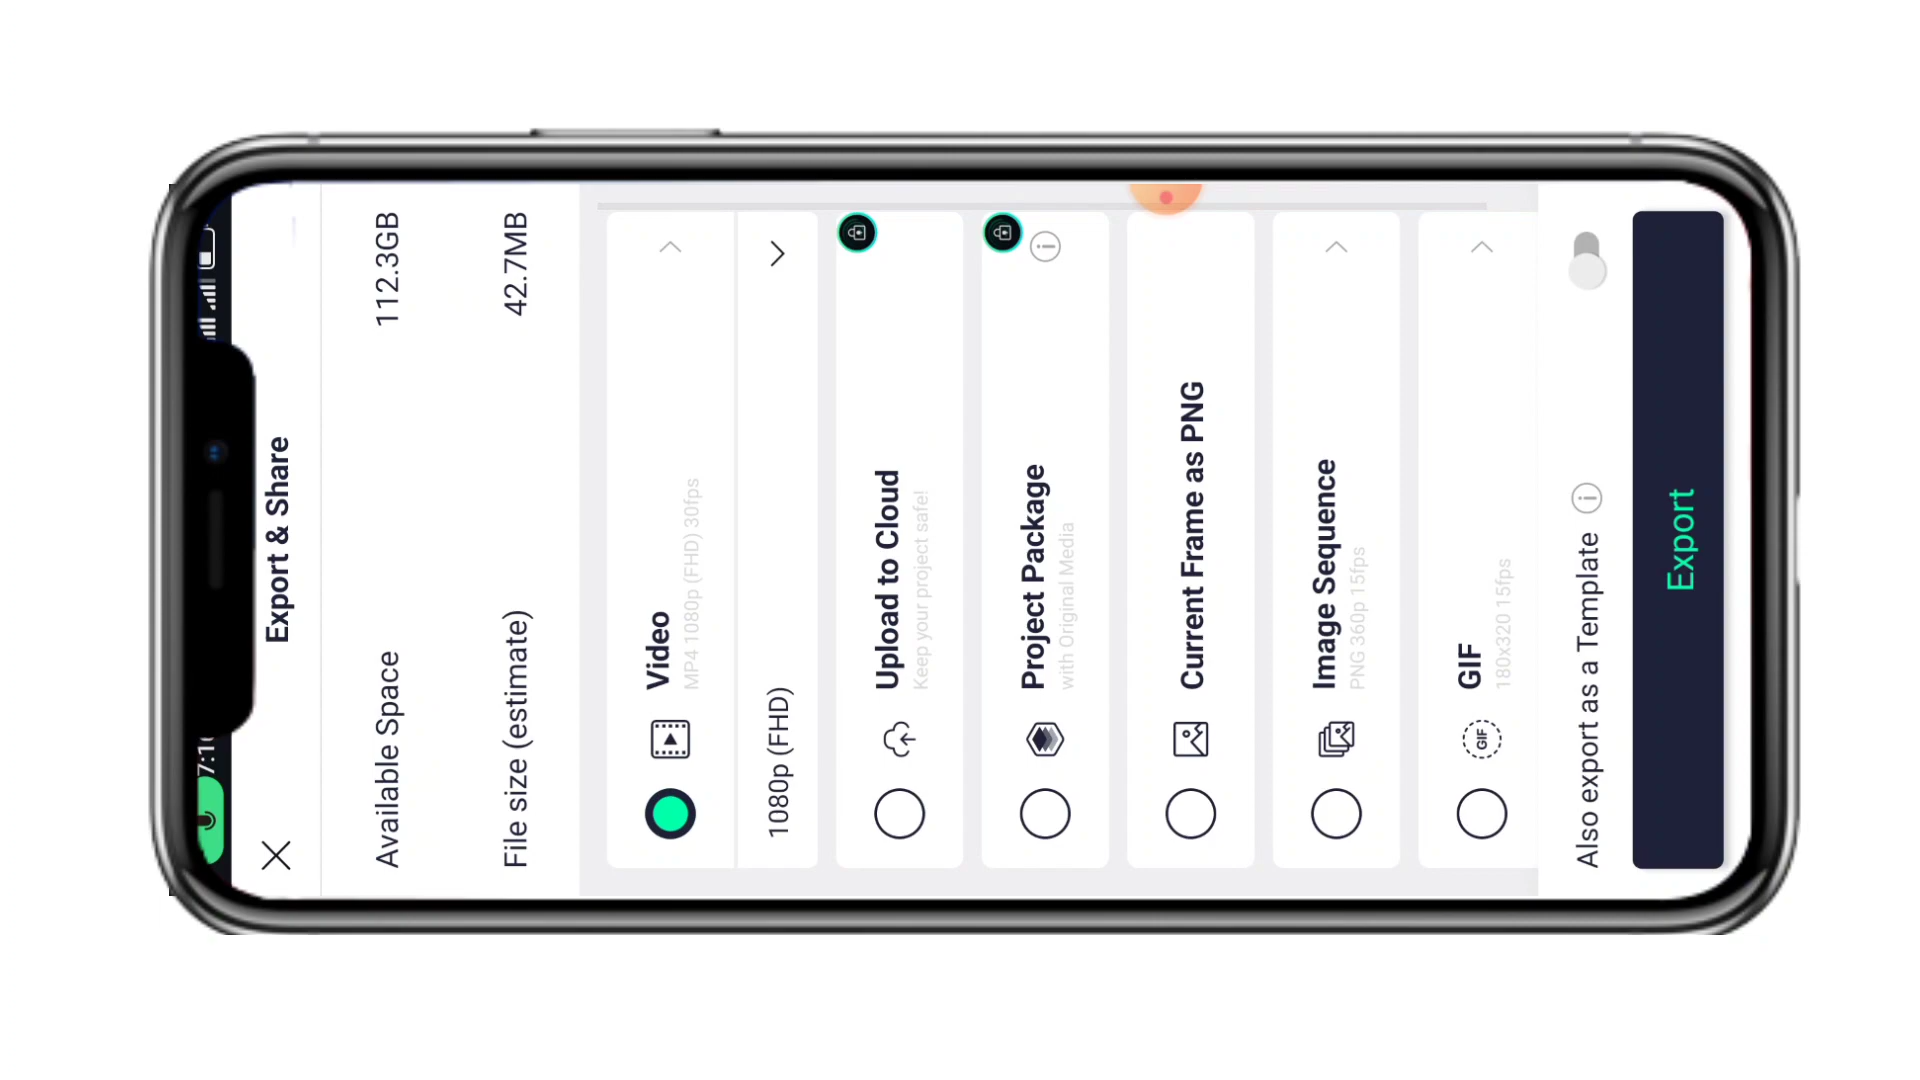 Export & Share
Available Space 112.3GB
File size (estimate) 42.7MB
Video
MP4 1080p (FHD) 30fps
1080p (FHD)
Upload to Cloud
Keep your project safe!
Project Package
with Original Media
Current Frame as PNG
Image Sequence
PNG 360p 15fps
GIF
GIF
180x320 15fps
Also export as a Template
Export